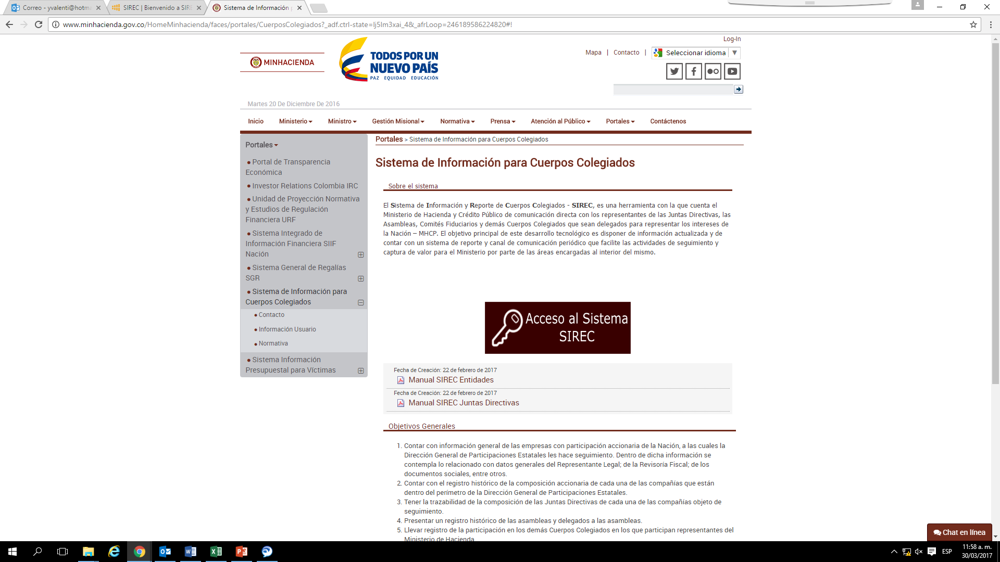 Correo - yvalenti@hotm
SIREC | Bienvenido a SIRE
Sistema de Información p
www.minhacienda.gov.co/HomeMinhacienda/faces/portales/CuerposColegiados?_adf.ctrl-state=lj5lm3xai_4&_afrLoop=246189586224820#!
Log-In
MINHACIENDA
TODOS POR UN
NUEVO PAÍS
PAZ EQUIDAD EDUCACIÓN
Mapa | Contacto |
Seleccionar idioma ▼
Martes 20 De Diciembre De 2016
Inicio Ministerio Ministro Gestión Misional Normativa Prensa Atención al Público Portales Contáctenos
Portales
Portal de Transparencia
Económica
Investor Relations Colombia IRC
Unidad de Proyección Normativa
y Estudios de Regulación
Financiera URF
Sistema Integrado de
Información Financiera SIIF
Nación
Sistema General de Regalías
SGR
Sistema de Información para
Cuerpos Colegiados
Contacto
Información Usuario
Normativa
Sistema Información
Presupuestal para Víctimas
Portales > Sistema de Información para Cuerpos Colegiados
Sistema de Información para Cuerpos Colegiados
Sobre el sistema
El Sistema de Información y Reporte de Cuerpos Colegiados - SIREC, es una herramienta con la que cuenta el
Ministerio de Hacienda y Crédito Público de comunicación directa con los representantes de las Juntas Directivas, las
Asambleas, Comités Fiduciarios y demás Cuerpos Colegiados que sean delegados para representar los intereses de
la Nación – MHCP. El objetivo principal de este desarrollo tecnológico es disponer de información actualizada y de
contar con un sistema de reporte y canal de comunicación periódico que facilite las actividades de seguimiento y
captura de valor para el Ministerio por parte de las áreas encargadas al interior del mismo.
Acceso al Sistema
SIREC
Fecha de Creación: 22 de febrero de 2017
Manual SIREC Entidades
Fecha de Creación: 22 de febrero de 2017
Manual SIREC Juntas Directivas
Objetivos Generales
1. Contar con información general de las empresas con participación accionaria de la Nación, a las cuales la
Dirección General de Participaciones Estatales les hace seguimiento. Dentro de dicha información se
contempla lo relacionado con datos generales del Representante Legal; de la Revisoría Fiscal; de los
documentos sociales, entre otros.
2. Contar con el registro histórico de la composición accionaria de cada una de las compañías que están
dentro del perímetro de la Dirección General de Participaciones Estatales.
3. Tener la trazabilidad de la composición de las Juntas Directivas de cada una de las compañías objeto de
seguimiento.
4. Presentar un registro histórico de las asambleas y delegados a las asambleas.
5. Llevar registro de la participación en los demás Cuerpos Colegiados en los que participan representantes del
Ministerio de Hacienda
Chat en línea
ESP
11:58 a. m.
30/03/2017